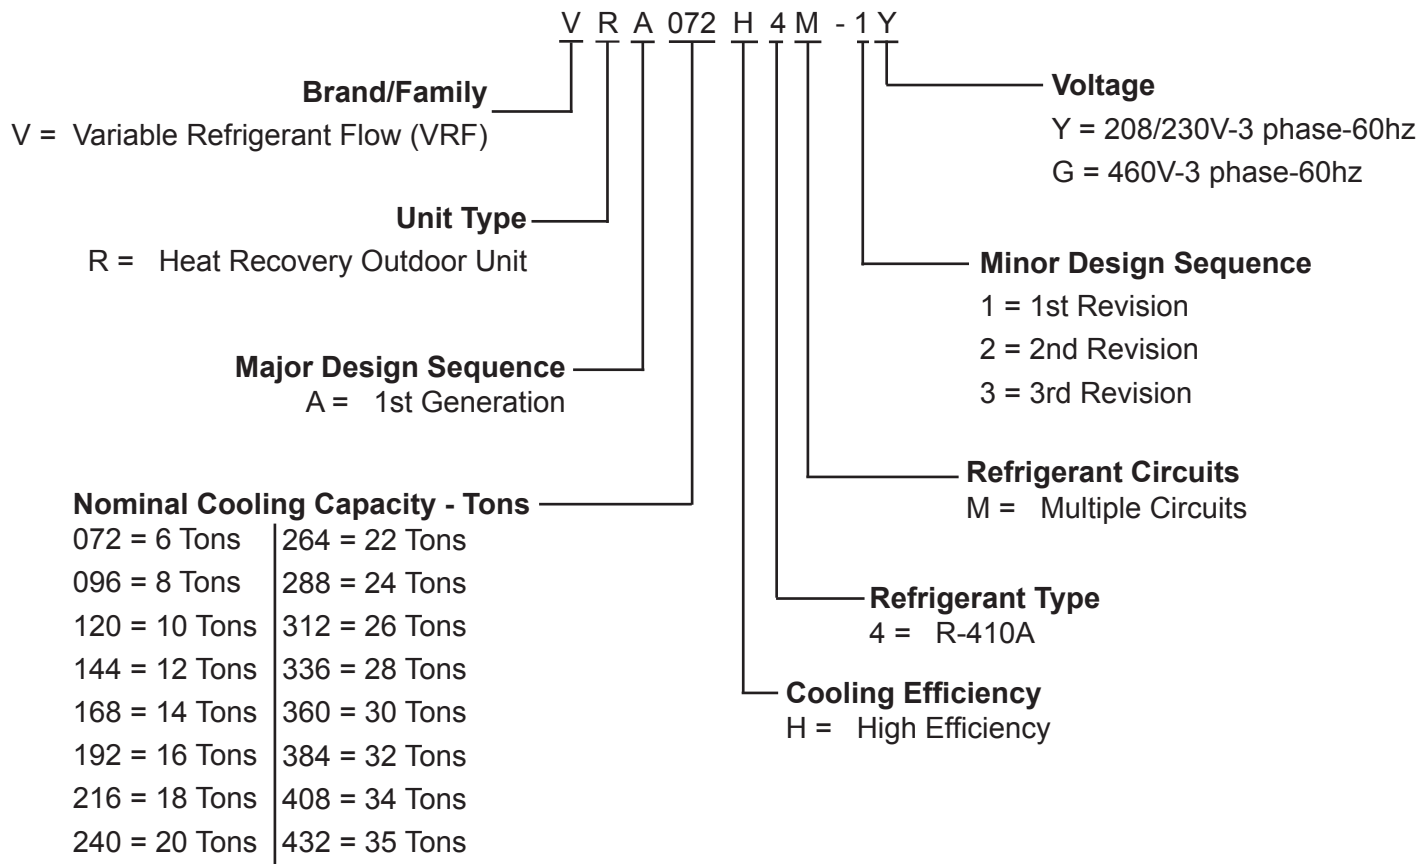 V R A 072 H 4 M - 1 Y
Brand/Family
V = Variable Refrigerant Flow (VRF)
Unit Type
R = Heat Recovery Outdoor Unit
Major Design Sequence
A = 1st Generation
Nominal Cooling Capacity - Tons
072 = 6 Tons
096 = 8 Tons
120 = 10 Tons
144 = 12 Tons
168 = 14 Tons
192 = 16 Tons
216 = 18 Tons
240 = 20 Tons
264 = 22 Tons
288 = 24 Tons
312 = 26 Tons
336 = 28 Tons
360 = 30 Tons
384 = 32 Tons
408 = 34 Tons
432 = 35 Tons
Voltage
Y = 208/230V-3 phase-60hz
G = 460V-3 phase-60hz
Minor Design Sequence
1 = 1st Revision
2 = 2nd Revision
3 = 3rd Revision
Refrigerant Circuits
M = Multiple Circuits
Refrigerant Type
4 = R-410A
Cooling Efficiency
H = High Efficiency